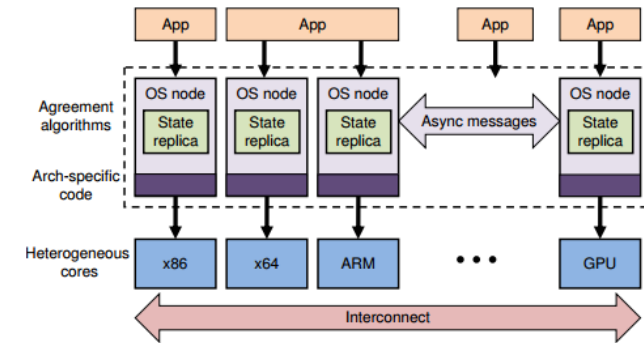 App
App
App
App
Agreement
algorithms
OS node
State
replica
OS node
State
replica
OS node
State
replica
Async messages
OS node
State
replica
Arch-specific
code
Heterogeneous
cores
x86
x64
ARM
GPU
Interconnect